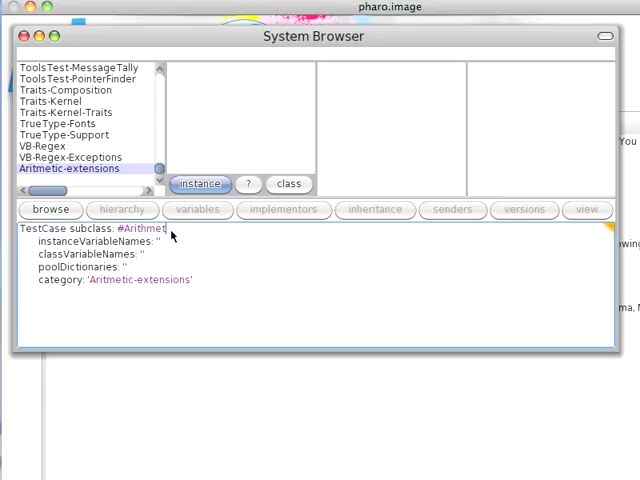 pharo.image
System Browser
ToolsTest-MessageTally
ToolsTest-PointerFinder
Traits-Composition
Traits-Kernel
Traits-Kernel-Traits
TrueType-Fonts
TrueType-Support
VB-Regex
VB-Regex-Exceptions
Aritmetic-extensions
instance ? class
browse hierarchy variables implementors inheritance senders versions view
TestCase subclass: #Arithmet
instanceVariableNames: ''
classVariableNames: ''
poolDictionaries: ''
category: 'Aritmetic-extensions'
You